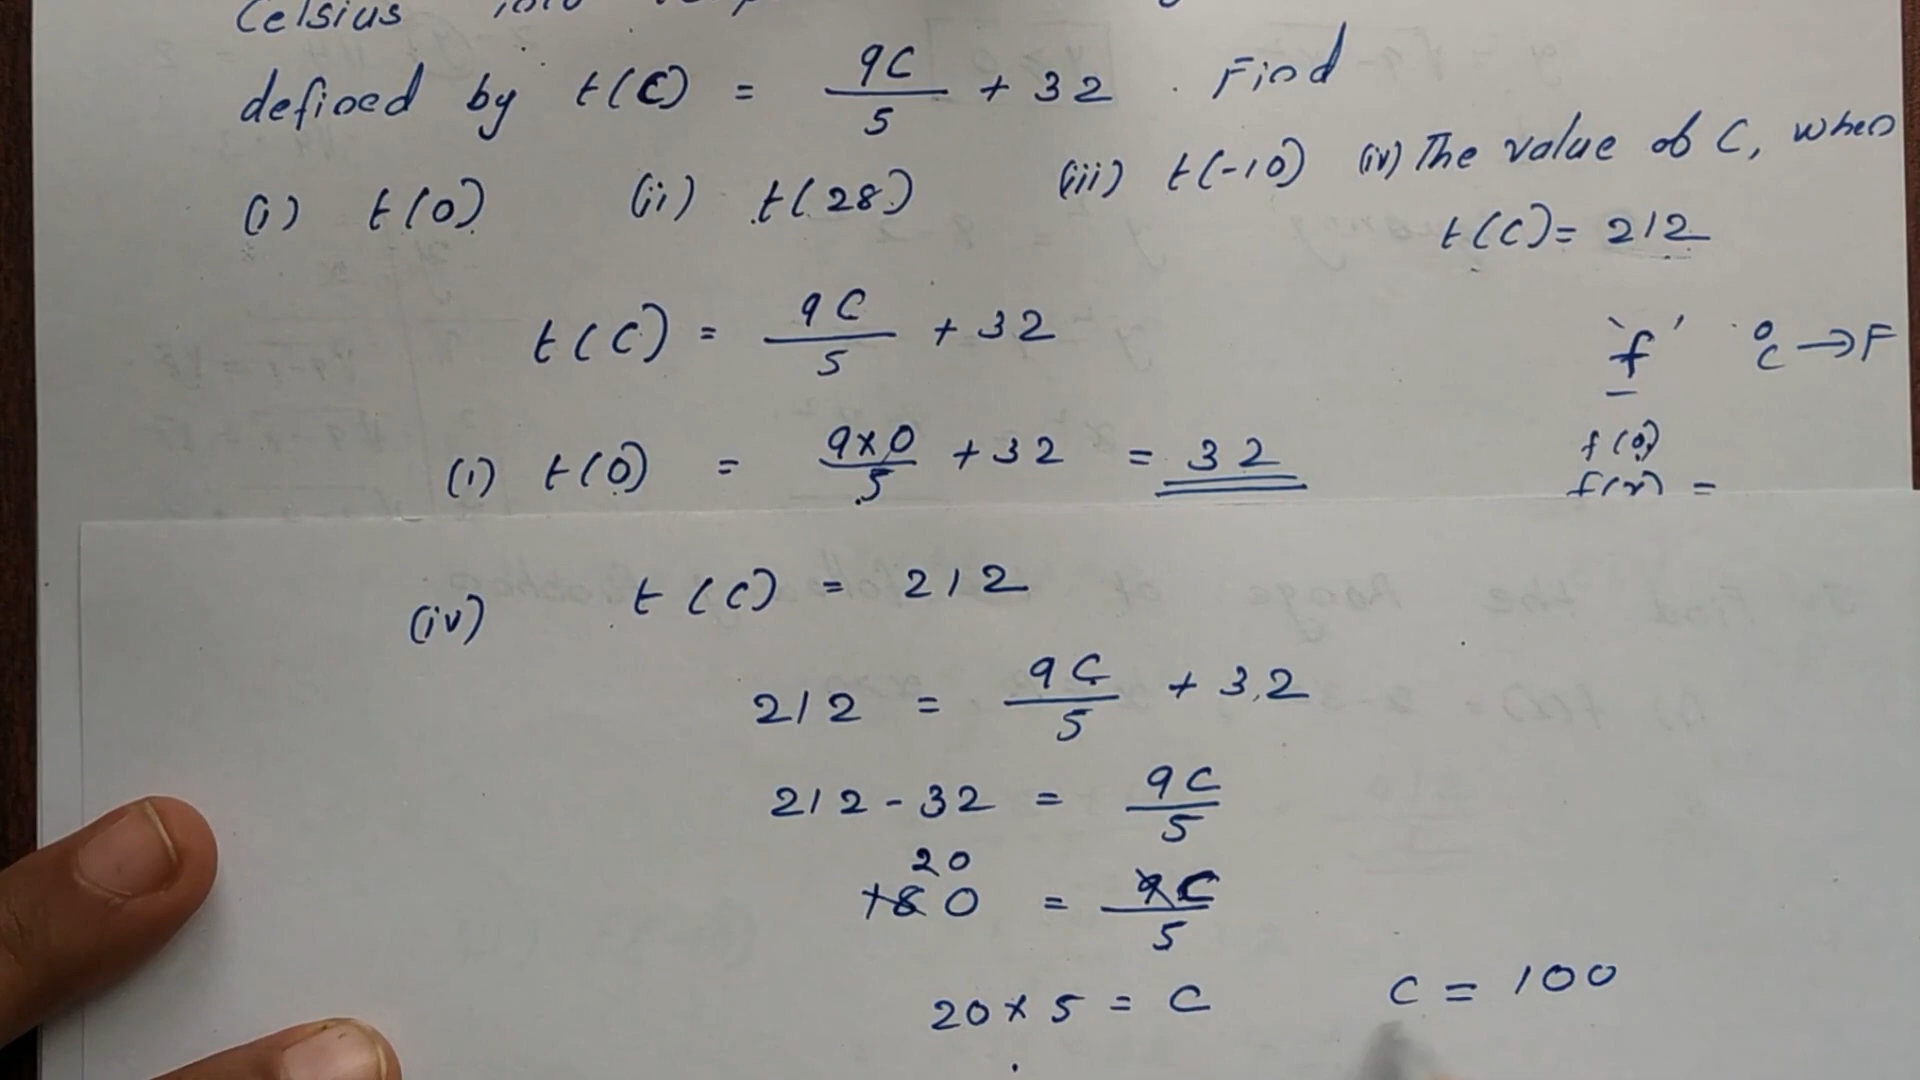 Celsius into
defined by t(C) = 9C/5 + 32 . Find
(i) t(0) (ii) t(28) (iii) t(-10) (iv) The value of C, when
t(C) = 212
t(C) = 9C/5 + 32
'f' °C → F
(i) t(0) = 9×0/5 + 32 = 32
f(0)
f(x) =
(iv) t(C) = 212
212 = 9C/5 + 32
212 - 32 = 9C/5
20
180 = 9C/5
20 × 5 = C C = 100